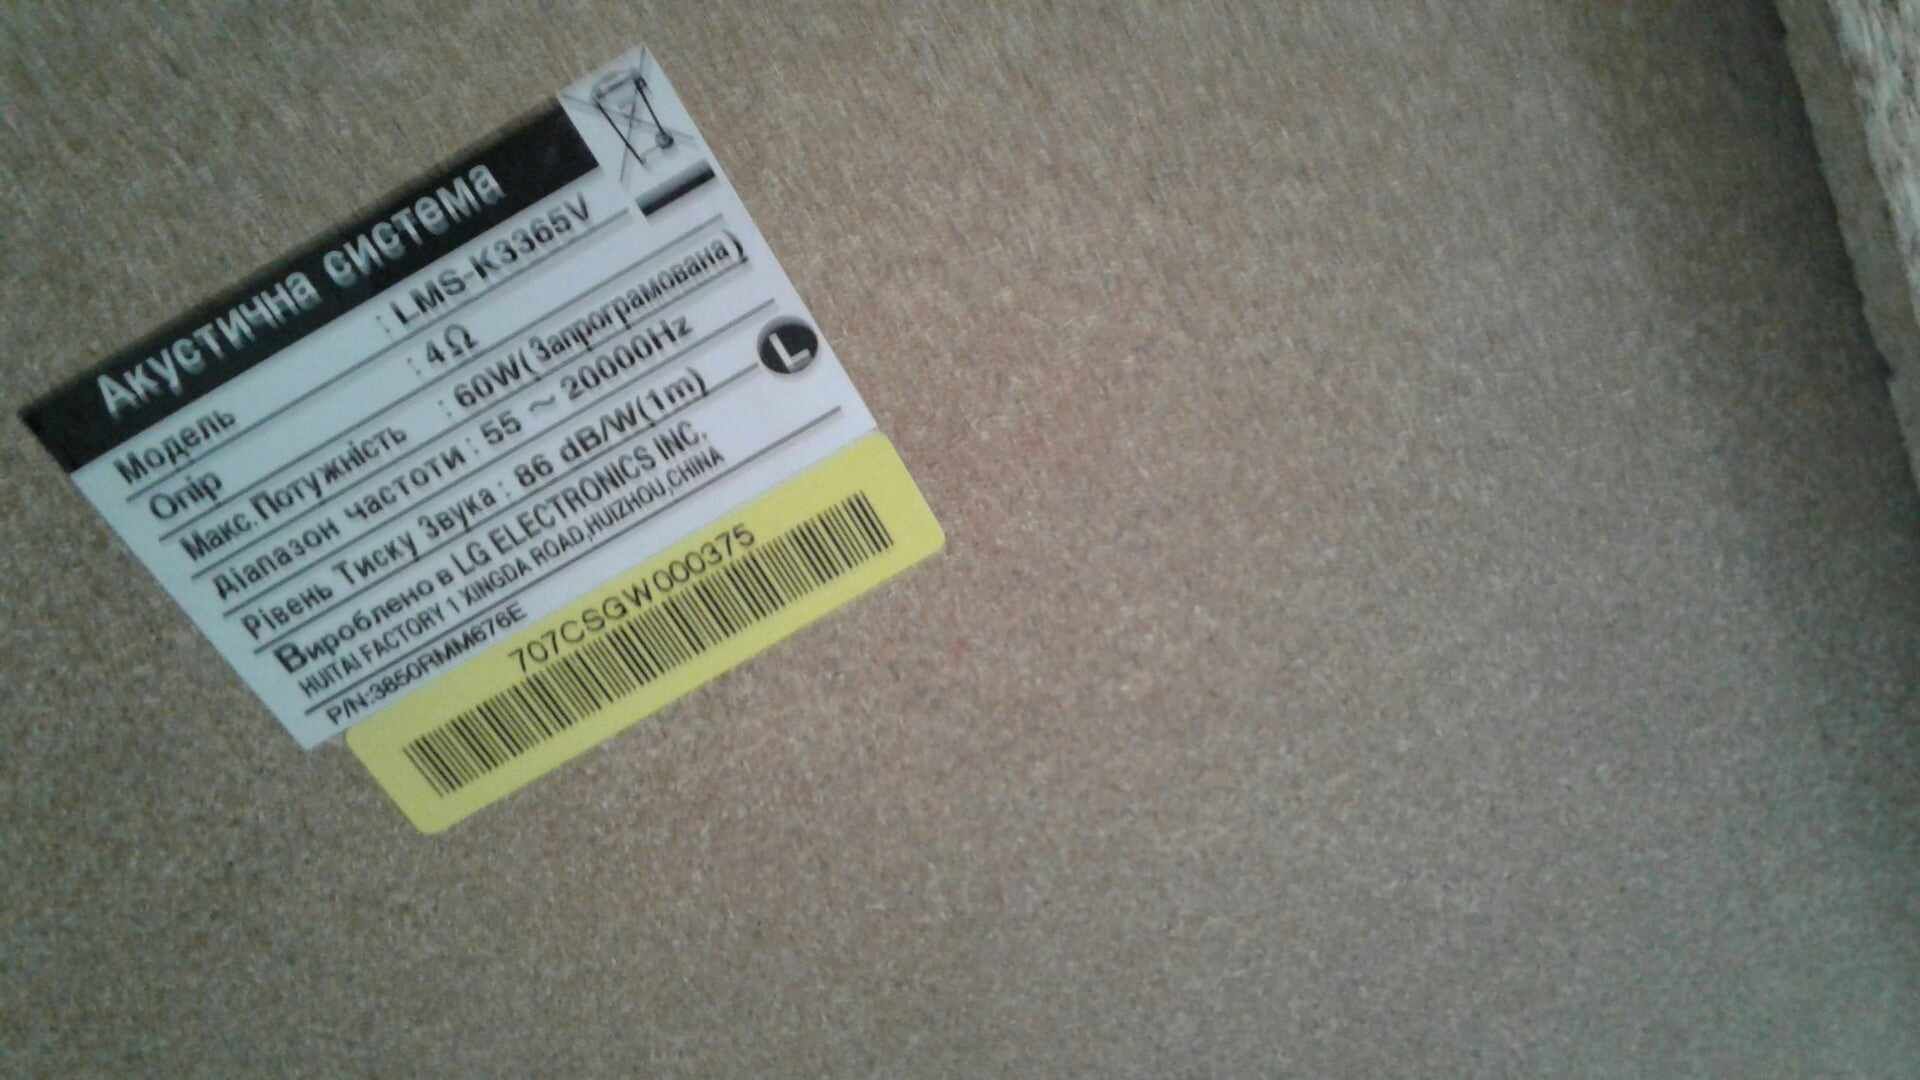 Акустична система
Модель : LMS-K3365V
Опір : 4Ω
Макс.Потужність : 60W(Запрограмована)
Діапазон частоти : 55 ~ 20000Hz
Рівень Тиску Звука : 86 dB/W(1m)
L
Вироблено в LG ELECTRONICS INC.
HUITAI FACTORY 1 XINGDA ROAD,HUIZHOU,CHINA
P/N:3850RMM676E
707CSGW000375